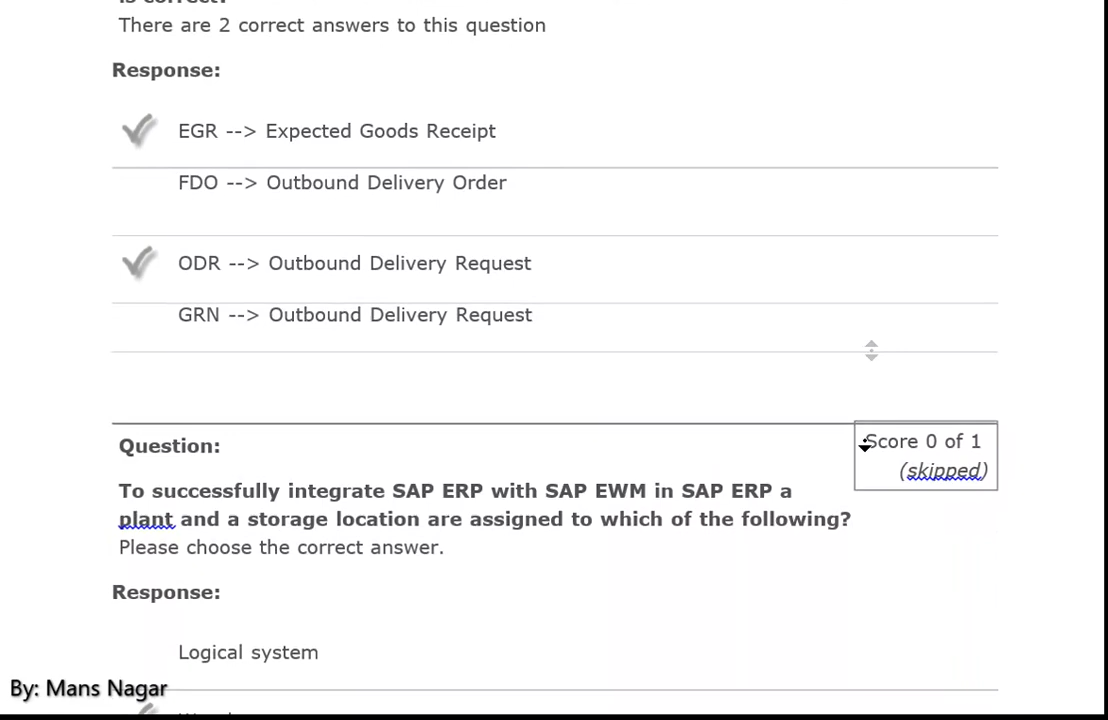 is correct?
There are 2 correct answers to this question
Response:
EGR --> Expected Goods Receipt
FDO --> Outbound Delivery Order
ODR --> Outbound Delivery Request
GRN --> Outbound Delivery Request
Question:
Score 0 of 1
(skipped)
To successfully integrate SAP ERP with SAP EWM in SAP ERP a
plant and a storage location are assigned to which of the following?
Please choose the correct answer.
Response:
Logical system
By: Mans Nagar